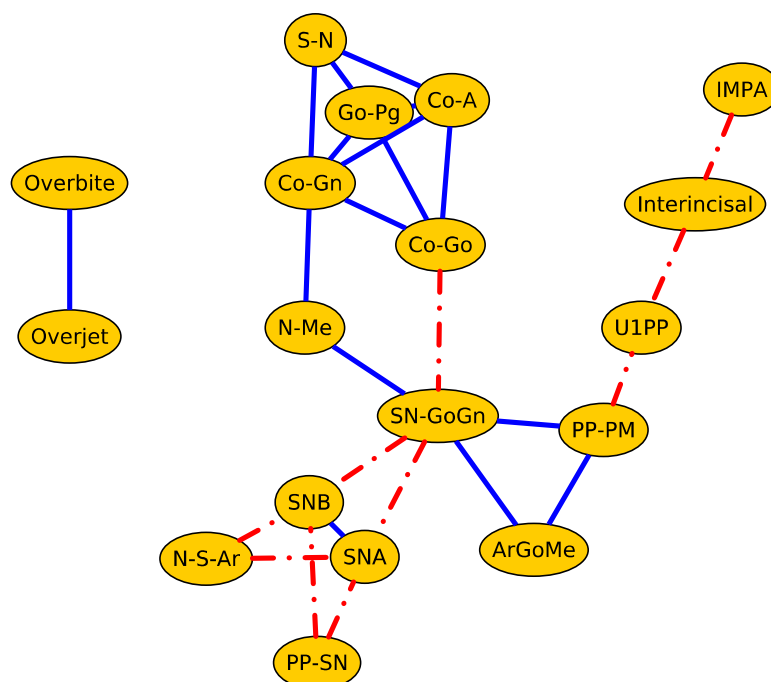 S-N
IMPA
Co-A
Go-Pg
Overbite
Co-Gn
Interincisal
Co-Go
N-Me
U1PP
Overjet
SN-GoGn
PP-PM
SNB
ArGoMe
N-S-Ar
SNA
PP-SN